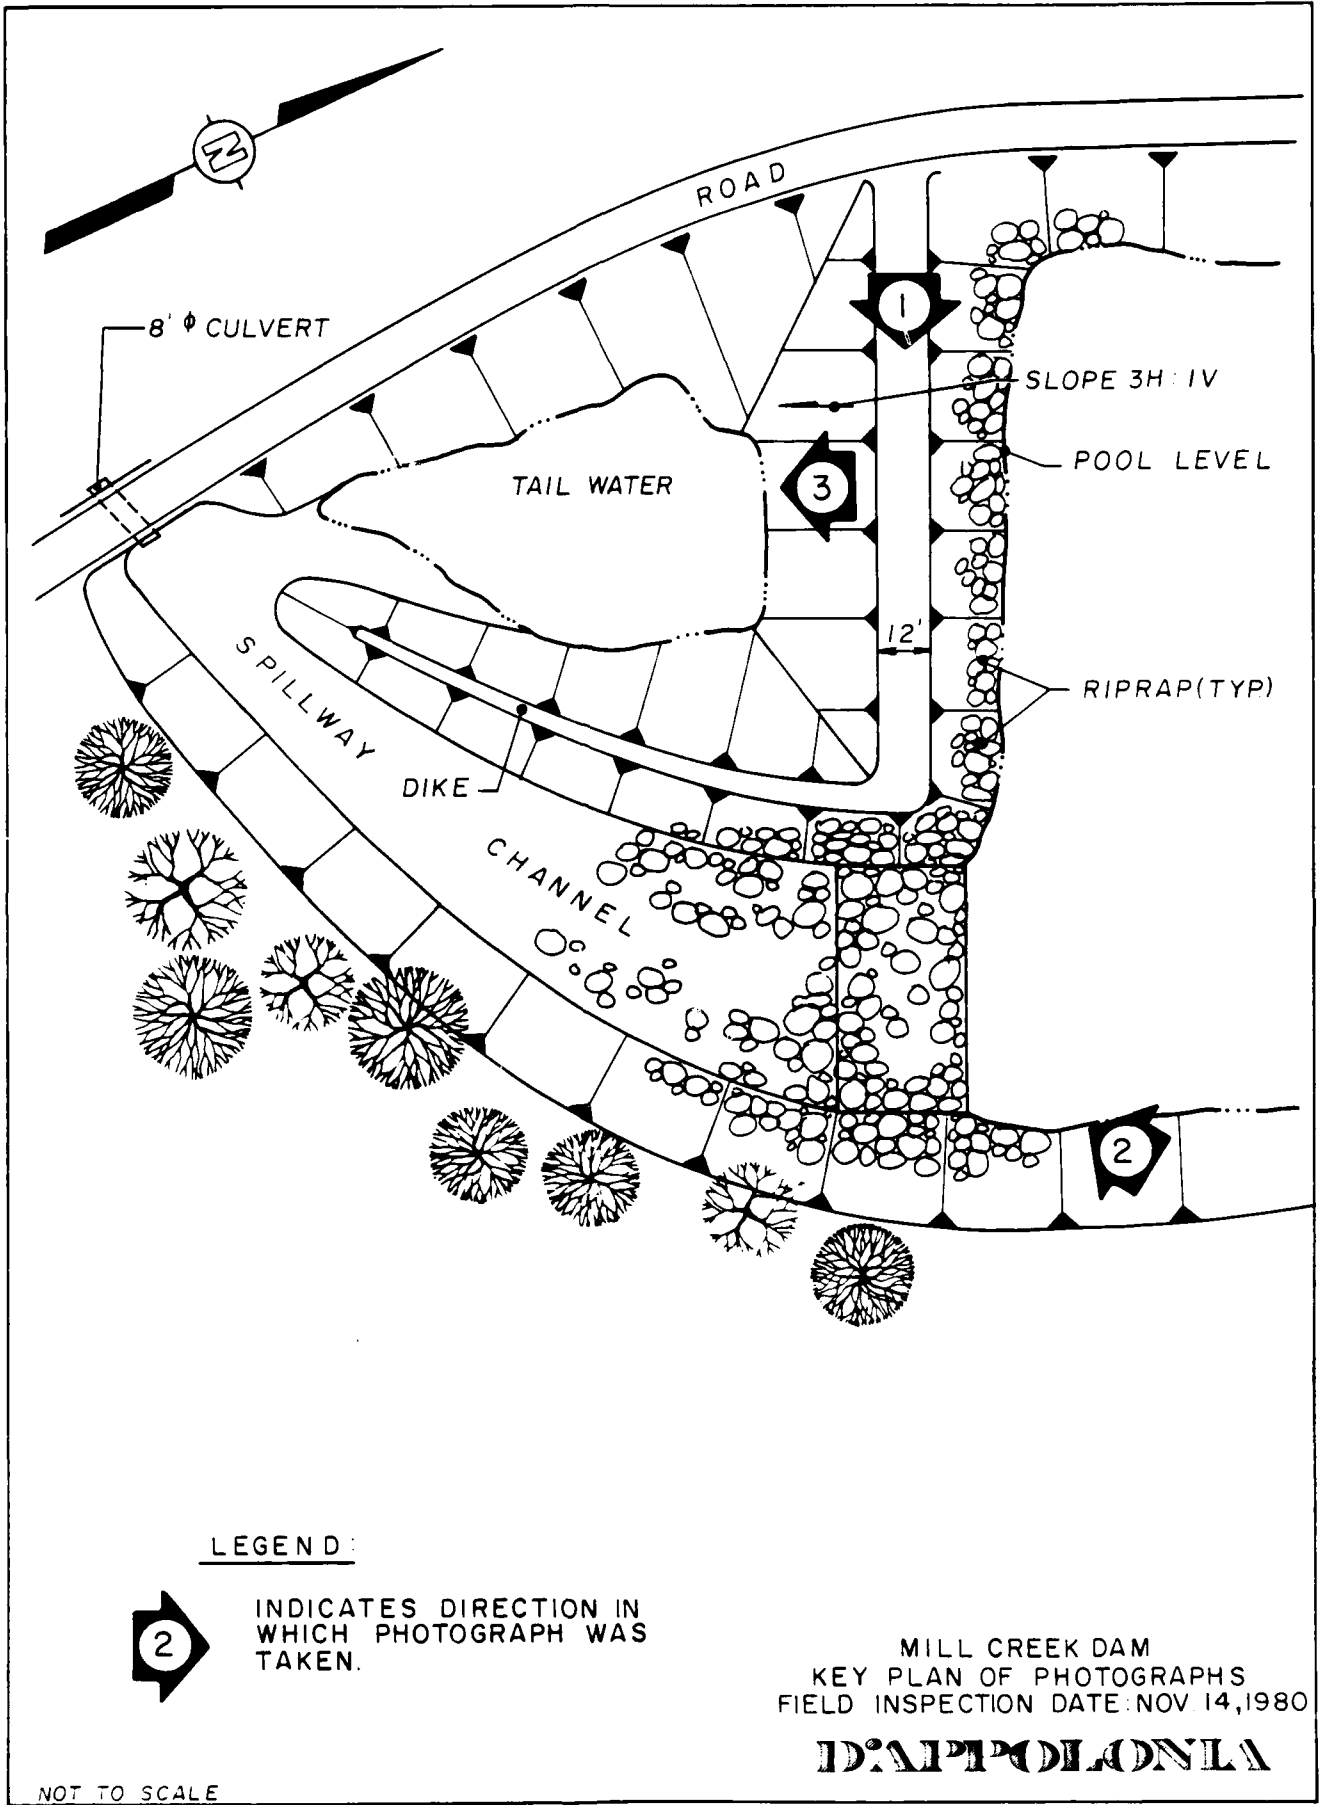 N
ROAD
8' ϕ CULVERT
1
SLOPE 3H : 1V
POOL LEVEL
TAIL WATER
3
12'
RIPRAP (TYP)
SPILLWAY
CHANNEL
DIKE
2
LEGEND :
2
INDICATES DIRECTION IN
WHICH PHOTOGRAPH WAS
TAKEN.
MILL CREEK DAM
KEY PLAN OF PHOTOGRAPHS
FIELD INSPECTION DATE: NOV. 14, 1980
D'APPOLONIA
NOT TO SCALE